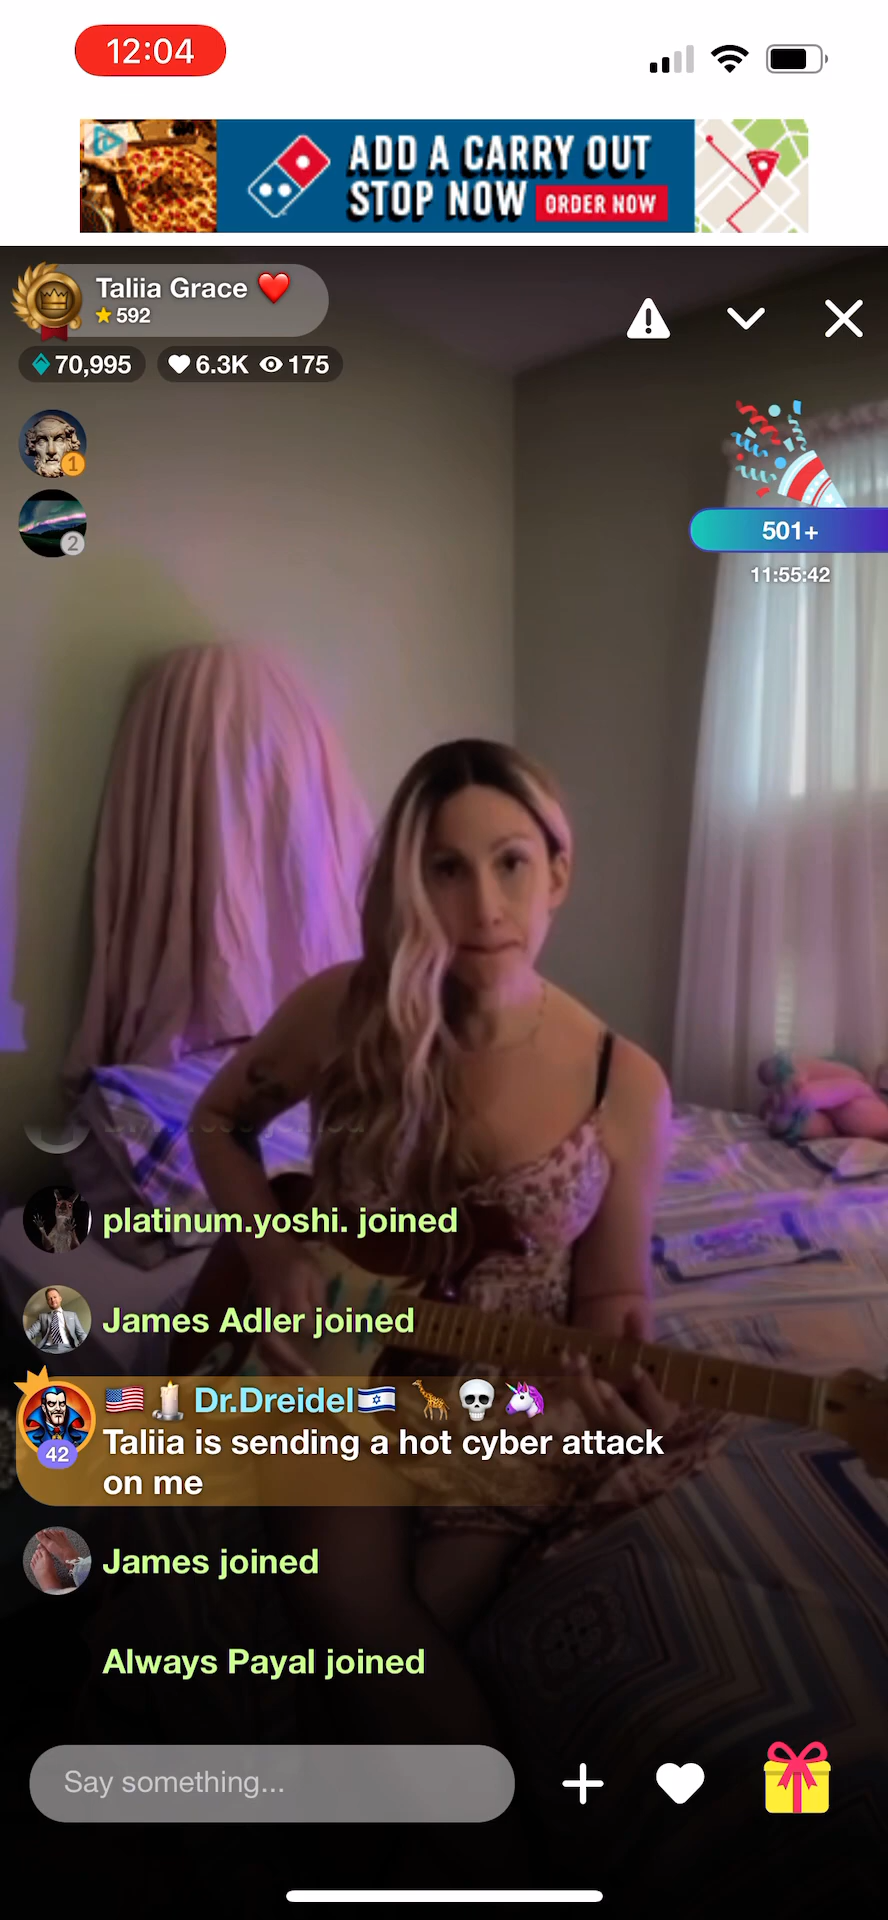 12:04
ADD A CARRY OUT
STOP NOW ORDER NOW
Taliia Grace ❤️
592
70,995 6.3K 175
1
2
501+
11:55:42
joined
platinum.yoshi. joined
James Adler joined
🇺🇸🕯️ Dr.Dreidel🇮🇱 🦒💀🦄
42
Taliia is sending a hot cyber attack
on me
James joined
Always Payal joined
Say something...